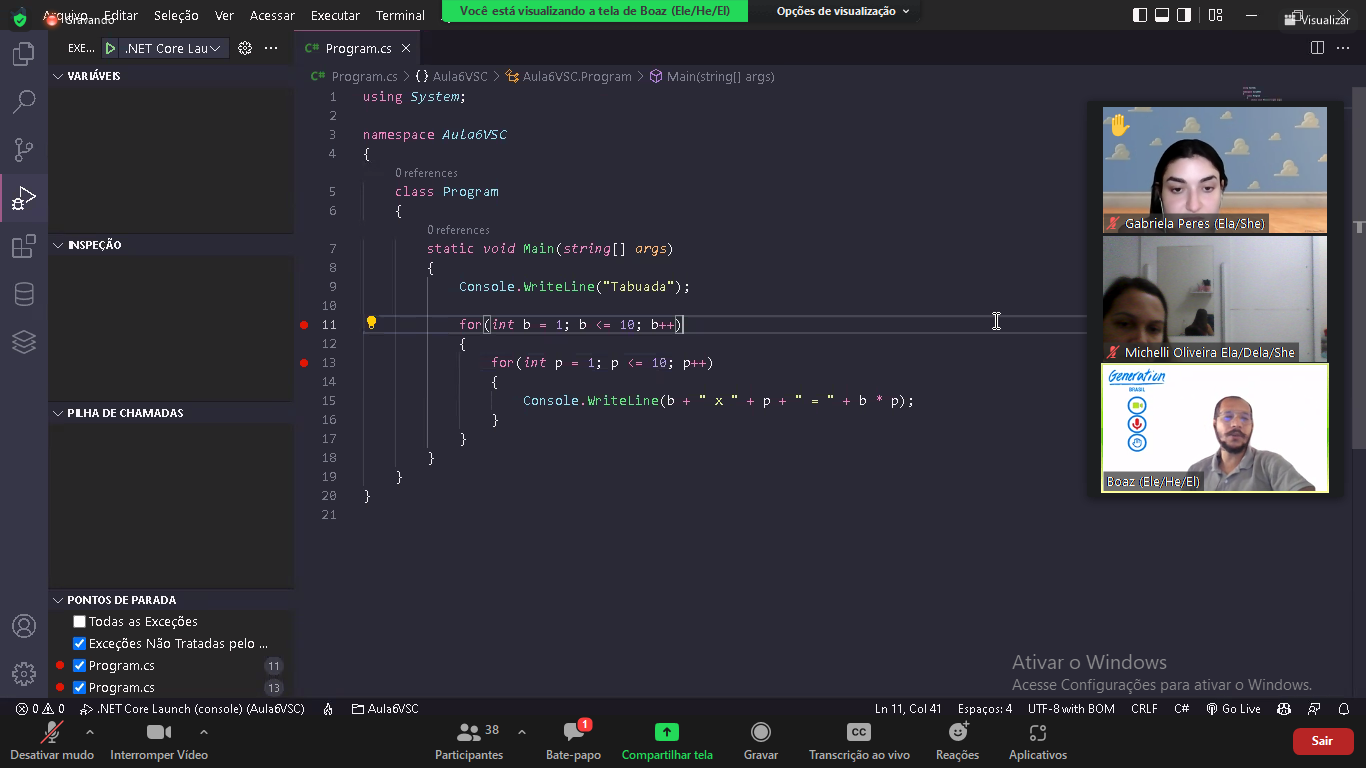 Arquivo Editar Seleção Ver Acessar Executar Terminal
Gravando
Você está visualizando a tela de Boaz (Ele/He/El)
Opções de visualização
Visualizar
EXE... .NET Core Lau
Program.cs
Program.cs > {} Aula6VSC > Aula6VSC.Program > Main(string[] args)
VARIÁVEIS
INSPEÇÃO
PILHA DE CHAMADAS
PONTOS DE PARADA
Todas as Exceções
Exceções Não Tratadas pelo ...
Program.cs 11
Program.cs 13
1 using System;
2
3 namespace Aula6VSC
4 {
0 references
5 class Program
6 {
0 references
7 static void Main(string[] args)
8 {
9 Console.WriteLine("Tabuada");
10
11 for(int b = 1; b <= 10; b++)
12 {
13 for(int p = 1; p <= 10; p++)
14 {
15 Console.WriteLine(b + " x " + p + " = " + b * p);
16 }
17 }
18 }
19 }
20 }
21
Gabriela Peres (Ela/She)
Michelli Oliveira Ela/Dela/She
Generation
BRASIL
Boaz (Ele/He/El)
Ativar o Windows
Acesse Configurações para ativar o Windows.
0 0 .NET Core Launch (console) (Aula6VSC) Aula6VSC
Ln 11, Col 41 Espaços: 4 UTF-8 with BOM CRLF C# Go Live
Desativar mudo
Interromper Vídeo
38
Participantes
1
Bate-papo
Compartilhar tela
Gravar
CC
Transcrição ao vivo
Reações
Aplicativos
Sair